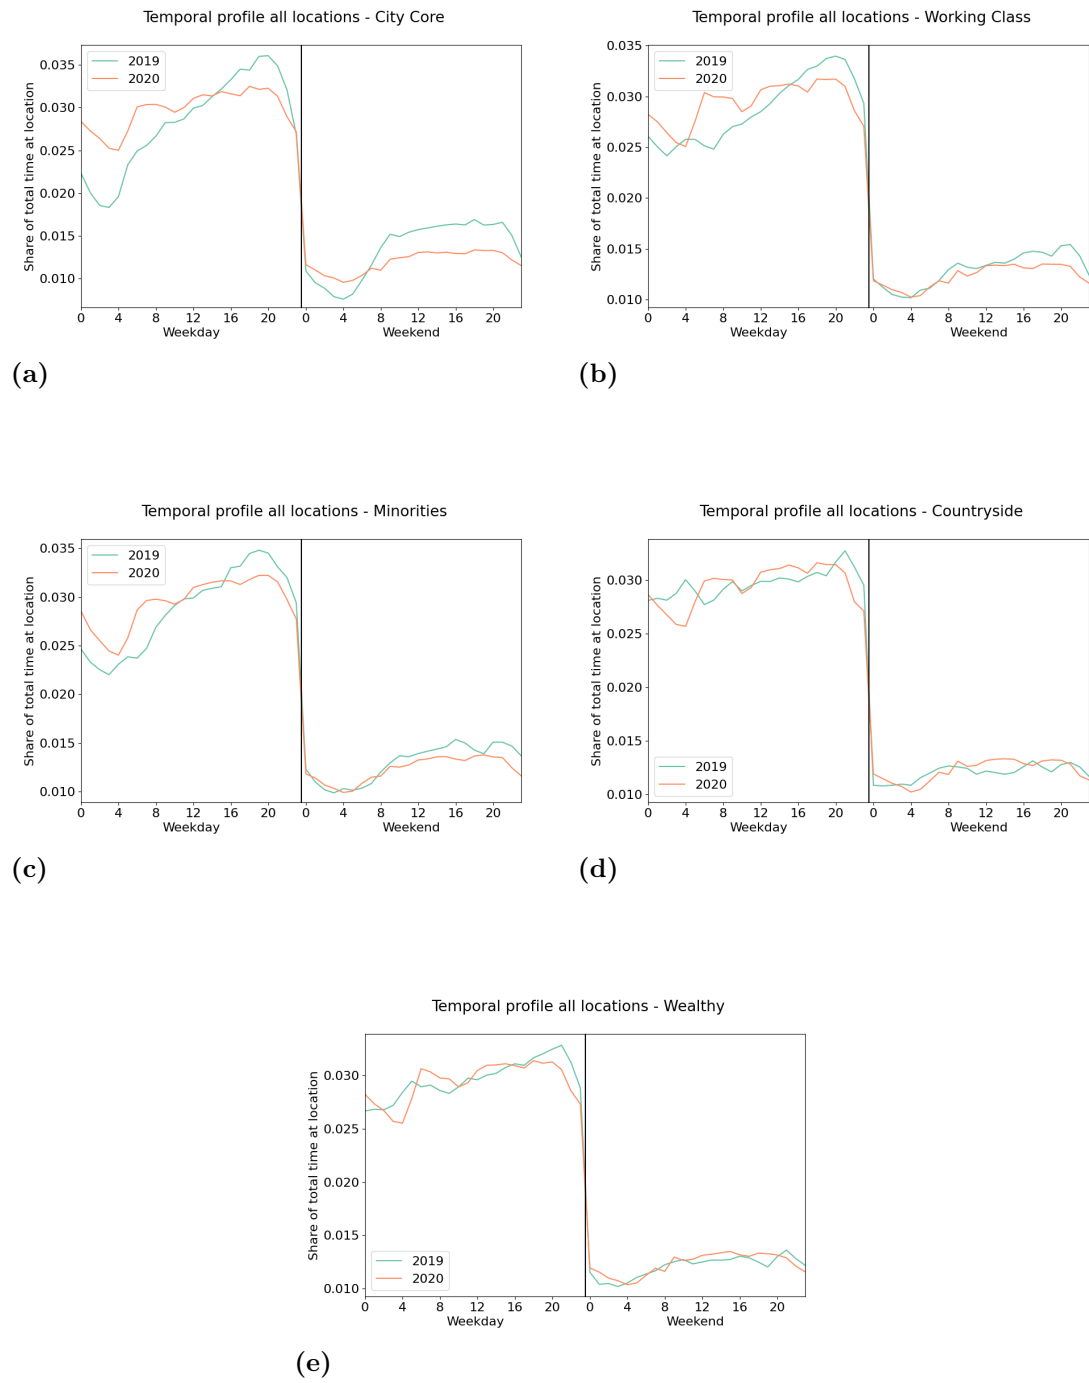 Temporal profile all locations - City Core
Share of total time at location
0.035
0.030
0.025
0.020
0.015
0.010
2019
2020
0 4 8 12 16 20 0 4 8 12 16 20
Weekday Weekend
(a)
Temporal profile all locations - Working Class
Share of total time at location
0.035
0.030
0.025
0.020
0.015
0.010
2019
2020
0 4 8 12 16 20 0 4 8 12 16 20
Weekday Weekend
(b)
Temporal profile all locations - Minorities
Share of total time at location
0.035
0.030
0.025
0.020
0.015
0.010
2019
2020
0 4 8 12 16 20 0 4 8 12 16 20
Weekday Weekend
(c)
Temporal profile all locations - Countryside
Share of total time at location
0.030
0.025
0.020
0.015
0.010
2019
2020
0 4 8 12 16 20 0 4 8 12 16 20
Weekday Weekend
(d)
Temporal profile all locations - Wealthy
Share of total time at location
0.030
0.025
0.020
0.015
0.010
2019
2020
0 4 8 12 16 20 0 4 8 12 16 20
Weekday Weekend
(e)